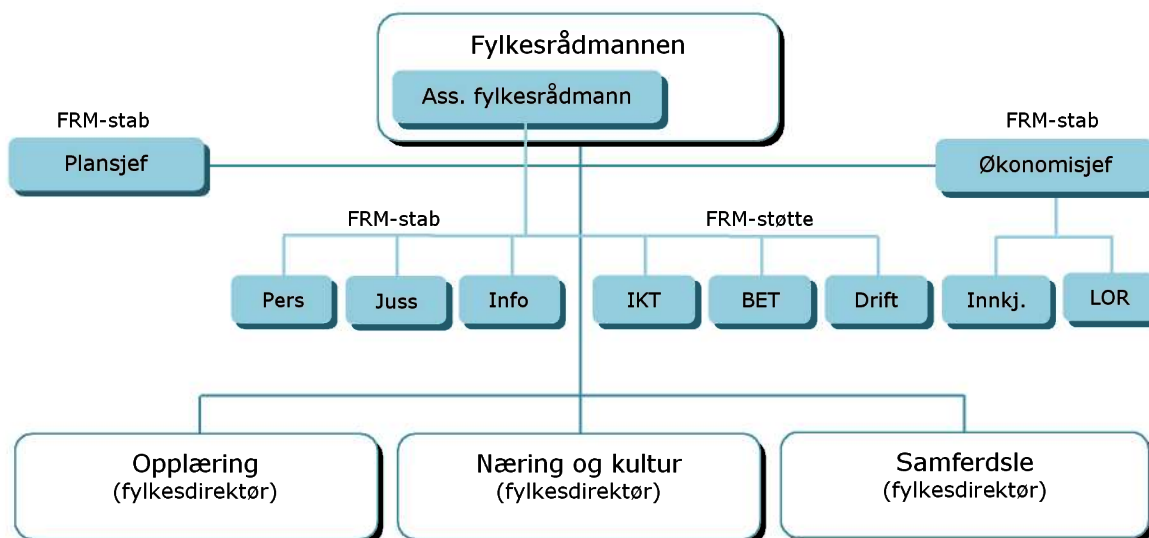 Fylkesrådmannen
Ass. fylkesrådmann
FRM-stab
Plansjef
FRM-stab
Økonomisjef
FRM-stab
FRM-støtte
Pers
Juss
Info
IKT
BET
Drift
Innkj.
LOR
Opplæring
(fylkesdirektør)
Næring og kultur
(fylkesdirektør)
Samferdsle
(fylkesdirektør)